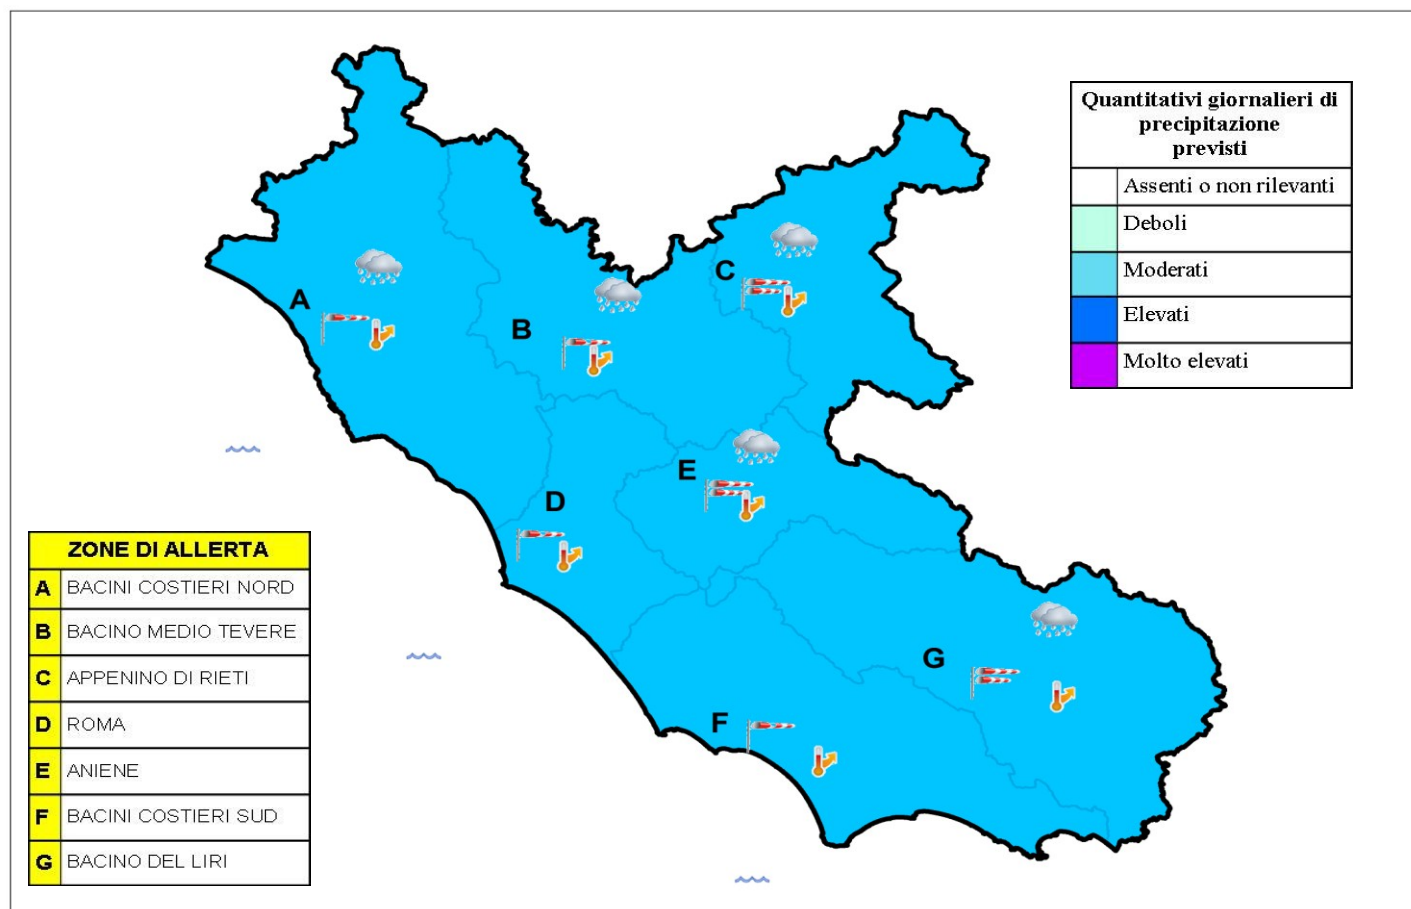 Quantitativi giornalieri di
precipitazione
previsti
Assenti o non rilevanti
Deboli
Moderati
Elevati
Molto elevati
C
A
B
E
D
G
F
ZONE DI ALLERTA
A BACINI COSTIERI NORD
B BACINO MEDIO TEVERE
C APPENINO DI RIETI
D ROMA
E ANIENE
F BACINI COSTIERI SUD
G BACINO DEL LIRI